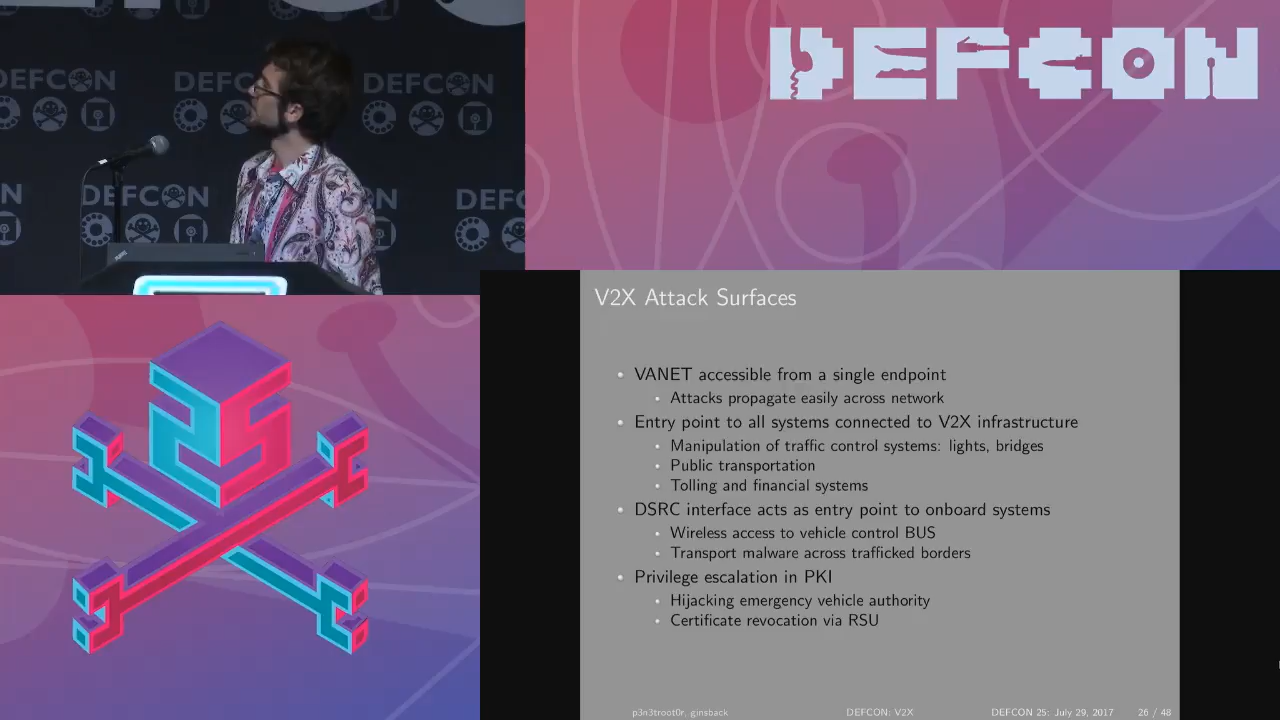 DEFCON
DEFCON
DEFCON
DEFCON
DEFCON
V2X Attack Surfaces
VANET accessible from a single endpoint
Attacks propagate easily across network
Entry point to all systems connected to V2X infrastructure
Manipulation of traffic control systems: lights, bridges
Public transportation
Tolling and financial systems
DSRC interface acts as entry point to onboard systems
Wireless access to vehicle control BUS
Transport malware across trafficked borders
Privilege escalation in PKI
Hijacking emergency vehicle authority
Certificate revocation via RSU
p3n3troot0r, ginsback DEFCON: V2X DEFCON 25: July 29, 2017 26 / 48